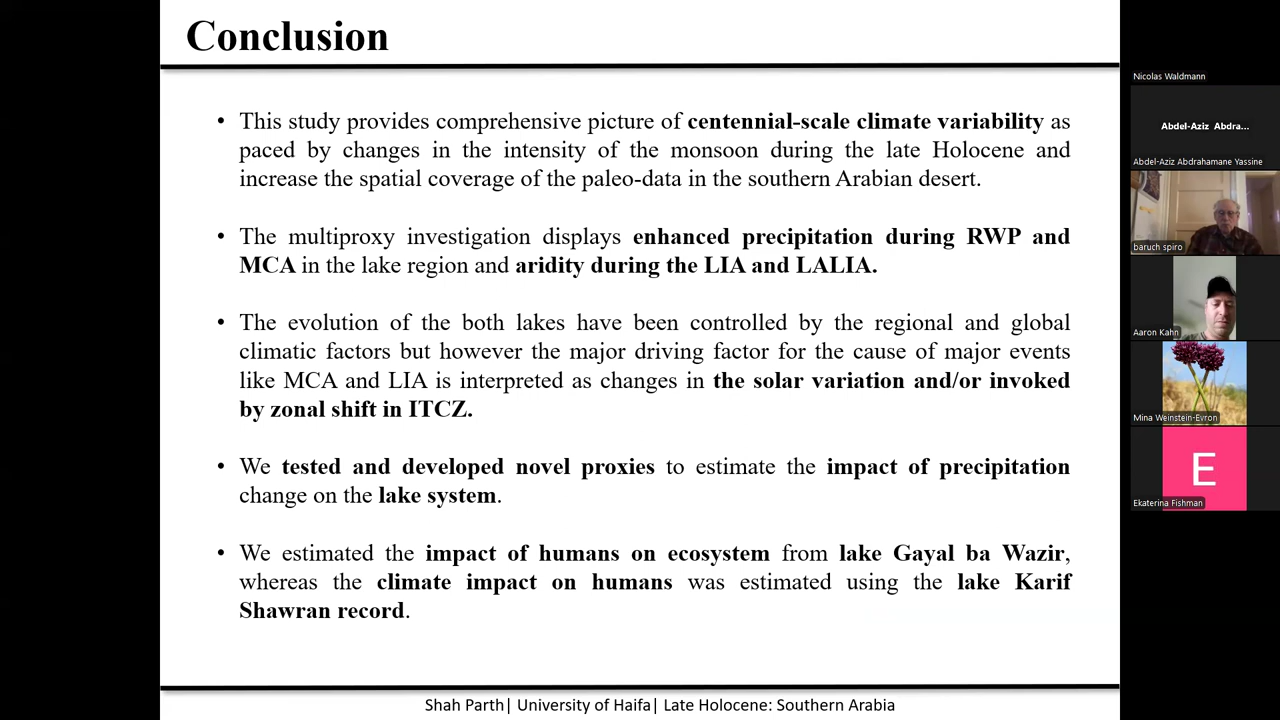 Conclusion
• This study provides comprehensive picture of centennial-scale climate variability as
paced by changes in the intensity of the monsoon during the late Holocene and
increase the spatial coverage of the paleo-data in the southern Arabian desert.
• The multiproxy investigation displays enhanced precipitation during RWP and
MCA in the lake region and aridity during the LIA and LALIA.
• The evolution of the both lakes have been controlled by the regional and global
climatic factors but however the major driving factor for the cause of major events
like MCA and LIA is interpreted as changes in the solar variation and/or invoked
by zonal shift in ITCZ.
• We tested and developed novel proxies to estimate the impact of precipitation
change on the lake system.
• We estimated the impact of humans on ecosystem from lake Gayal ba Wazir,
whereas the climate impact on humans was estimated using the lake Karif
Shawran record.
Shah Parth| University of Haifa| Late Holocene: Southern Arabia
Nicolas Waldmann
Abdel-Aziz Abdra...
Abdel-Aziz Abdrahamane Yassine
baruch spiro
Aaron Kahn
Mina Weinstein-Evron
E
Ekaterina Fishman